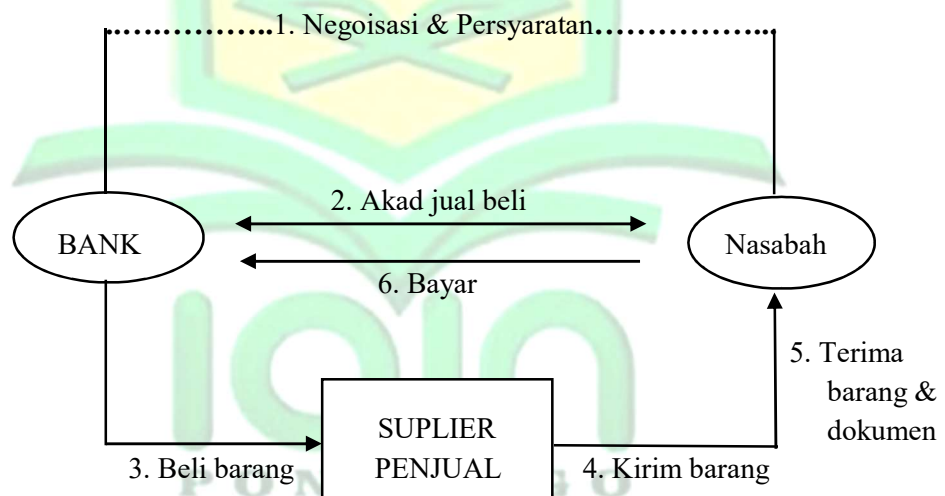 1. Negoisasi & Persyaratan
2. Akad jual beli
BANK
Nasabah
6. Bayar
5. Terima
barang &
dokumen
SUPLIER
PENJUAL
3. Beli barang
4. Kirim barang